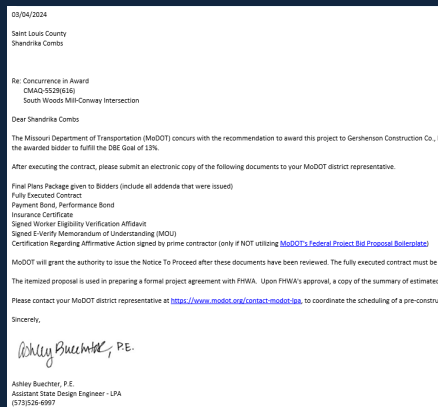 03/04/2024
Saint Louis County
Shandrika Combs
Re: Concurrence in Award
CMAQ-5529(616)
South Woods Mill-Conway Intersection
Dear Shandrika Combs
The Missouri Department of Transportation (MoDOT) concurs with the recommendation to award this project to Gershenson Construction Co.,
the awarded bidder to fulfill the DBE Goal of 13%.
After executing the contract, please submit an electronic copy of the following documents to your MoDOT district representative.
Final Plans Package given to Bidders (include all addenda that were issued)
Fully Executed Contract
Payment Bond, Performance Bond
Insurance Certificate
Signed Worker Eligibility Verification Affidavit
Signed E-Verify Memorandum of Understanding (MOU)
Certification Regarding Affirmative Action signed by prime contractor (only if NOT utilizing MoDOT's Federal Project Bid Proposal Boilerplate)
MoDOT will grant the authority to issue the Notice To Proceed after these documents have been reviewed. The fully executed contract must be
The itemized proposal is used in preparing a formal project agreement with FHWA. Upon FHWA's approval, a copy of the summary of estimated
Please contact your MoDOT district representative at https://www.modot.org/contact-modot-lpa, to coordinate the scheduling of a pre-constru
Sincerely,
Ashley Buechter, P.E.
Ashley Buechter, P.E.
Assistant State Design Engineer - LPA
(573)526-6997